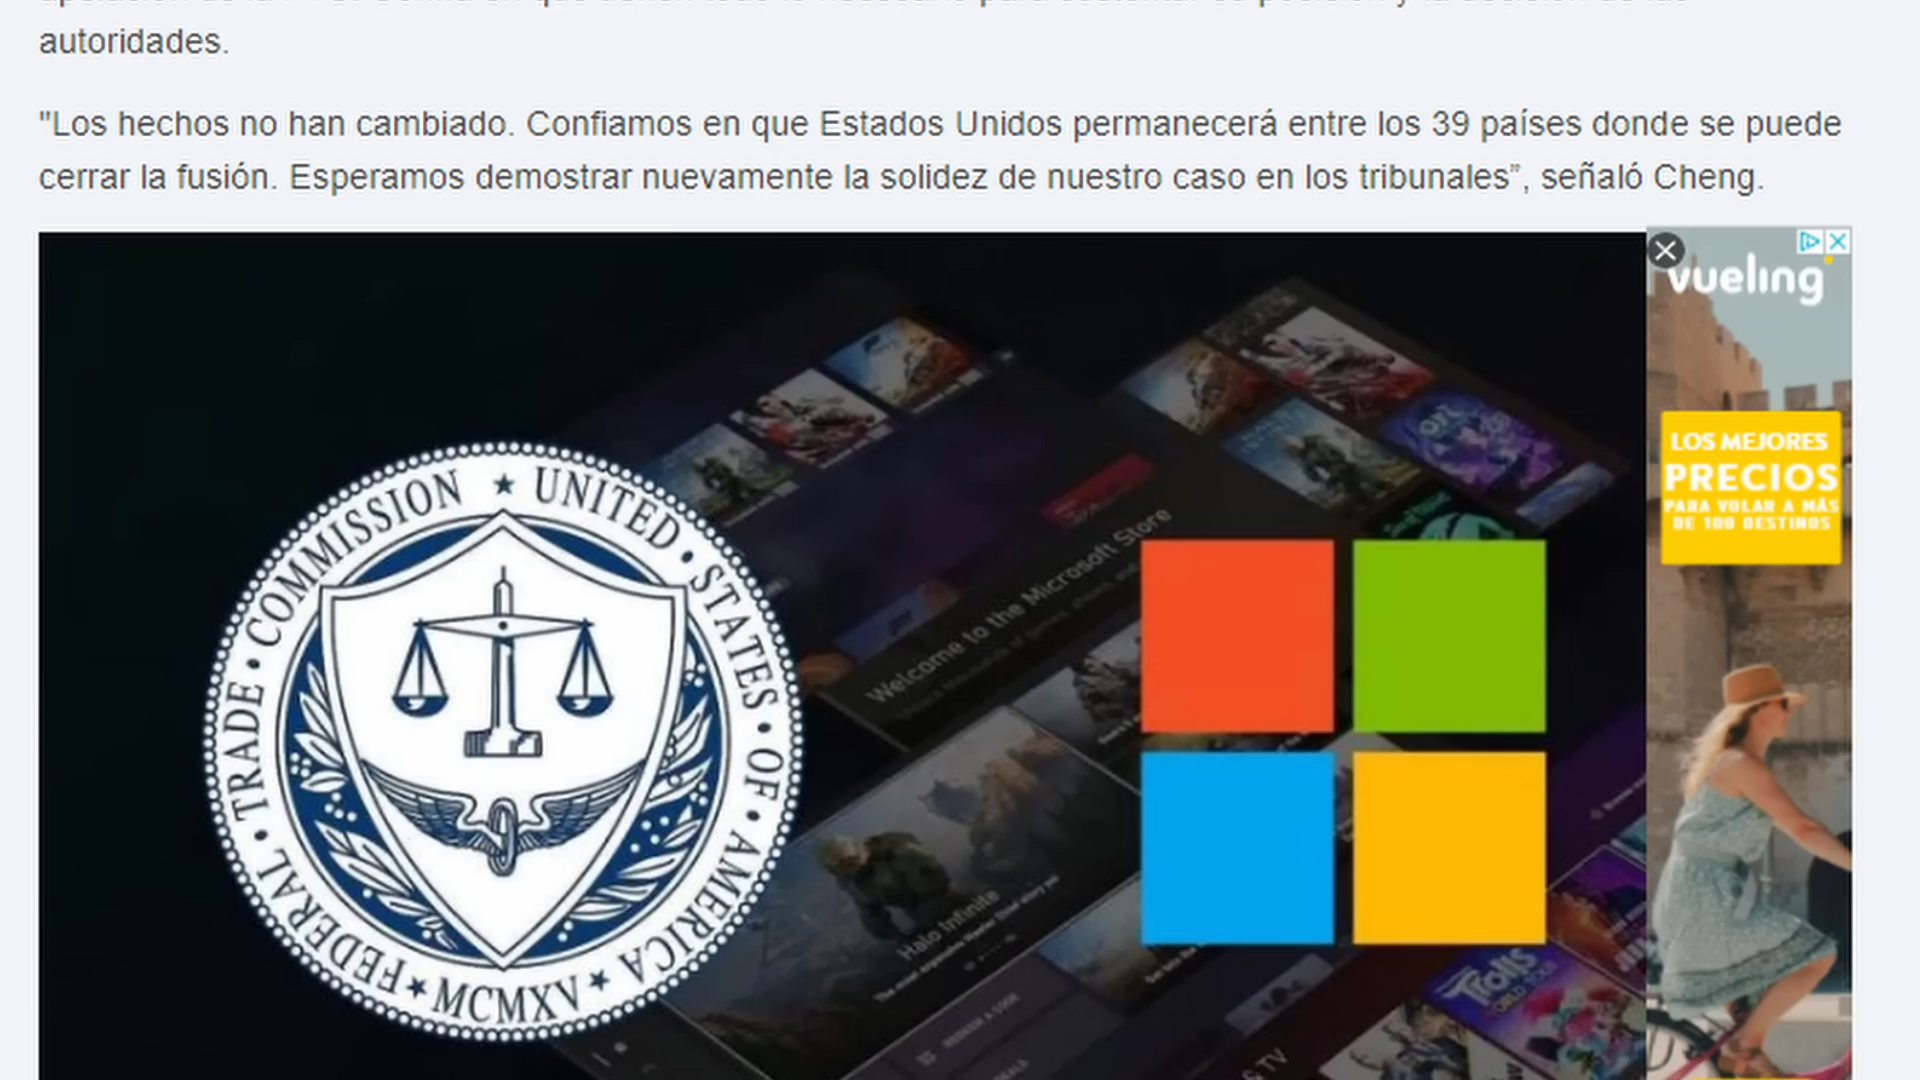 autoridades.
"Los hechos no han cambiado. Confiamos en que Estados Unidos permanecerá entre los 39 países donde se puede
cerrar la fusión. Esperamos demostrar nuevamente la solidez de nuestro caso en los tribunales”, señaló Cheng.
vueling
LOS MEJORES
PRECIOS
PARA VOLAR A MÁS
DE 100 DESTINOS
FEDERAL • TRADE • COMMISSION ★ UNITED • STATES • OF • AMERICA
★ MCMXV ★
Welcome to the Microsoft Store
Halo Infinite
Trolls
& TV